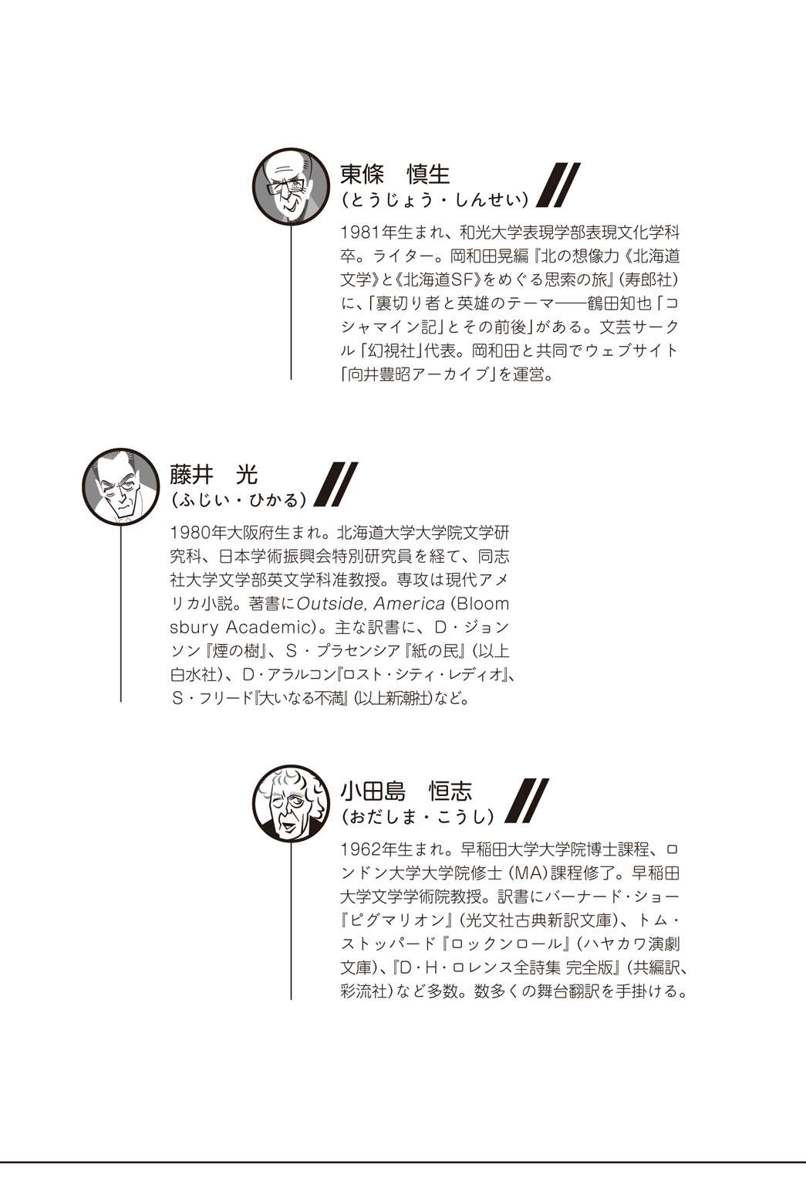 東條　慎生
（とうじょう・しんせい）
1981年生まれ、和光大学表現学部表現文化学科
卒。ライター。岡和田晃編『北の想像力《北海道
文学》と《北海道SF》をめぐる思索の旅』（寿郎社）
に、「裏切り者と英雄のテーマ――鶴田知也「コ
シャマイン記」とその前後」がある。文芸サーク
ル「幻視社」代表。岡和田と共同でウェブサイト
「向井豊昭アーカイブ」を運営。
藤井　光
（ふじい・ひかる）
1980年大阪府生まれ。北海道大学大学院文学研
究科、日本学術振興会特別研究員を経て、同志
社大学文学部英文学科准教授。専攻は現代アメ
リカ小説。著書にOutside, America（Bloom
sbury Academic）。主な訳書に、D・ジョン
ソン『煙の樹』、S・プラセンシア『紙の民』（以上
白水社）、D・アラルコン『ロスト・シティ・レディオ』、
S・フリード『大いなる不満』（以上新潮社）など。
小田島　恒志
（おだしま・こうし）
1962年生まれ。早稲田大学大学院博士課程、ロ
ンドン大学大学院修士（MA）課程修了。早稲田
大学文学学術院教授。訳書にバーナード・ショー
『ピグマリオン』（光文社古典新訳文庫）、トム・
ストッパード『ロックンロール』（ハヤカワ演劇
文庫）、『D・H・ロレンス全詩集 完全版』（共編訳、
彩流社）など多数。数多くの舞台翻訳を手掛ける。